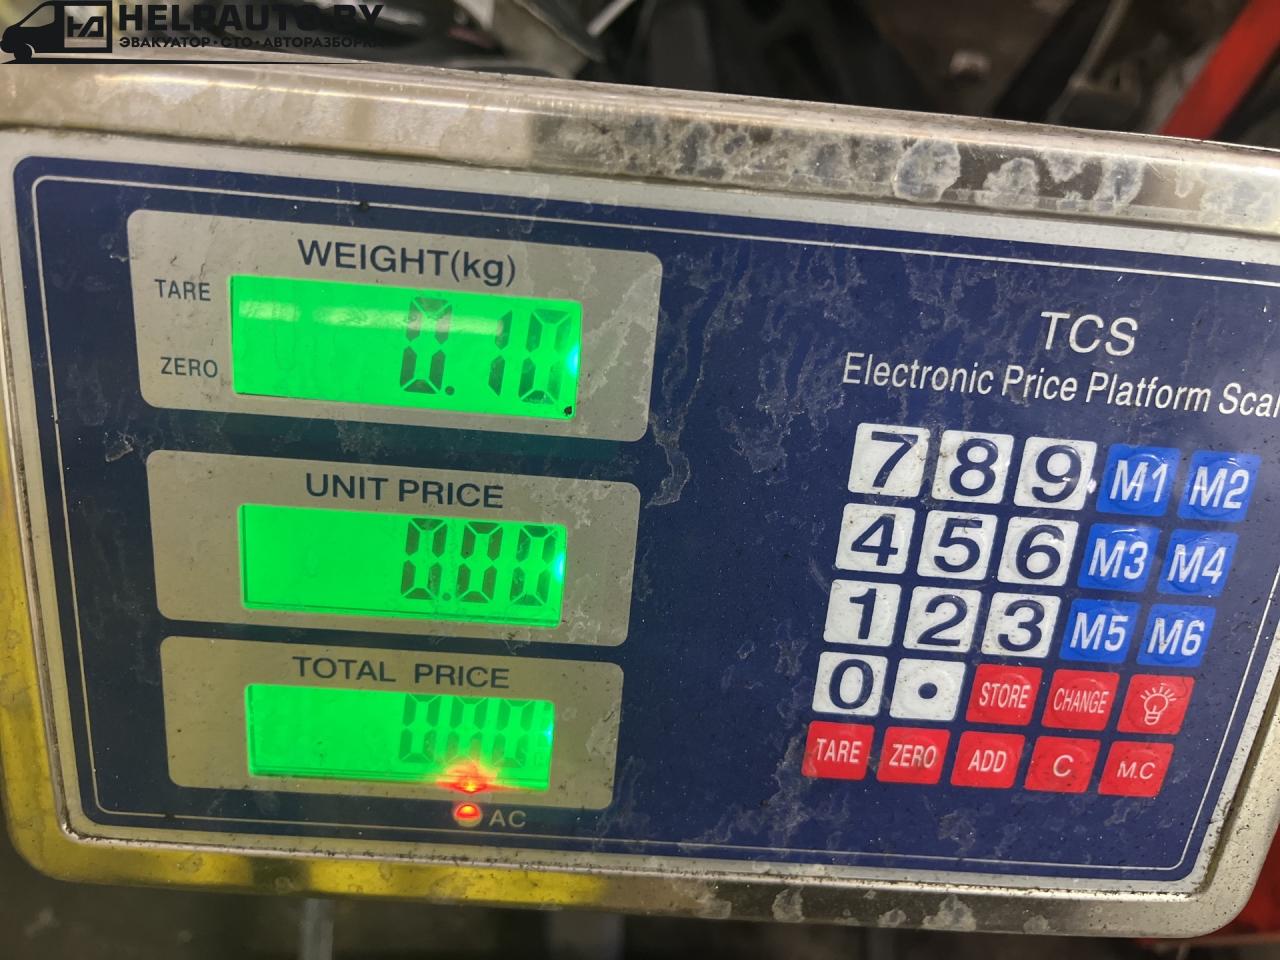 HELPAUTO.BY
ЭВАКУАТОР · СТО · АВТОРАЗБОРКА
WEIGHT(kg)
TARE
0.10
ZERO
UNIT PRICE
0.00
TOTAL PRICE
AC
TCS
Electronic Price Platform Scal
7 8 9 M1 M2
4 5 6 M3 M4
1 2 3 M5 M6
0 . STORE CHANGE
TARE ZERO ADD C M.C